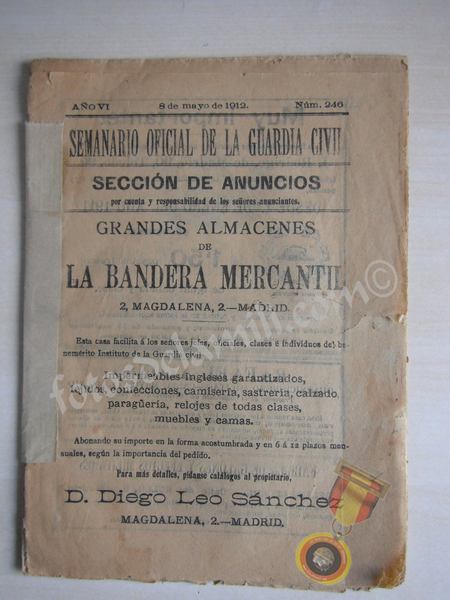 AÑO VI 8 de mayo de 1912. Núm. 246
SEMANARIO OFICIAL DE LA GUARDIA CIVIL
SECCIÓN DE ANUNCIOS
por cuenta y responsabilidad de los señores anunciantes.
GRANDES ALMACENES
DE
LA BANDERA MERCANTIL
2, MAGDALENA, 2.—MADRID.
Esta casa facilita á los señores jefes, oficiales, clases é individuos del be-
nemérito Instituto de la Guardia civil
Impermeables ingleses garantizados,
tejidos, confecciones, camisería, sastrería, calzado,
paragüería, relojes de todas clases,
muebles y camas.
Abonando su importe en la forma acostumbrada y en 6 á 12 plazos men-
suales, según la importancia del pedido.
Para más detalles, pídanse catálogos al propietario,
D. Diego Leo Sánchez
MAGDALENA, 2.—MADRID.